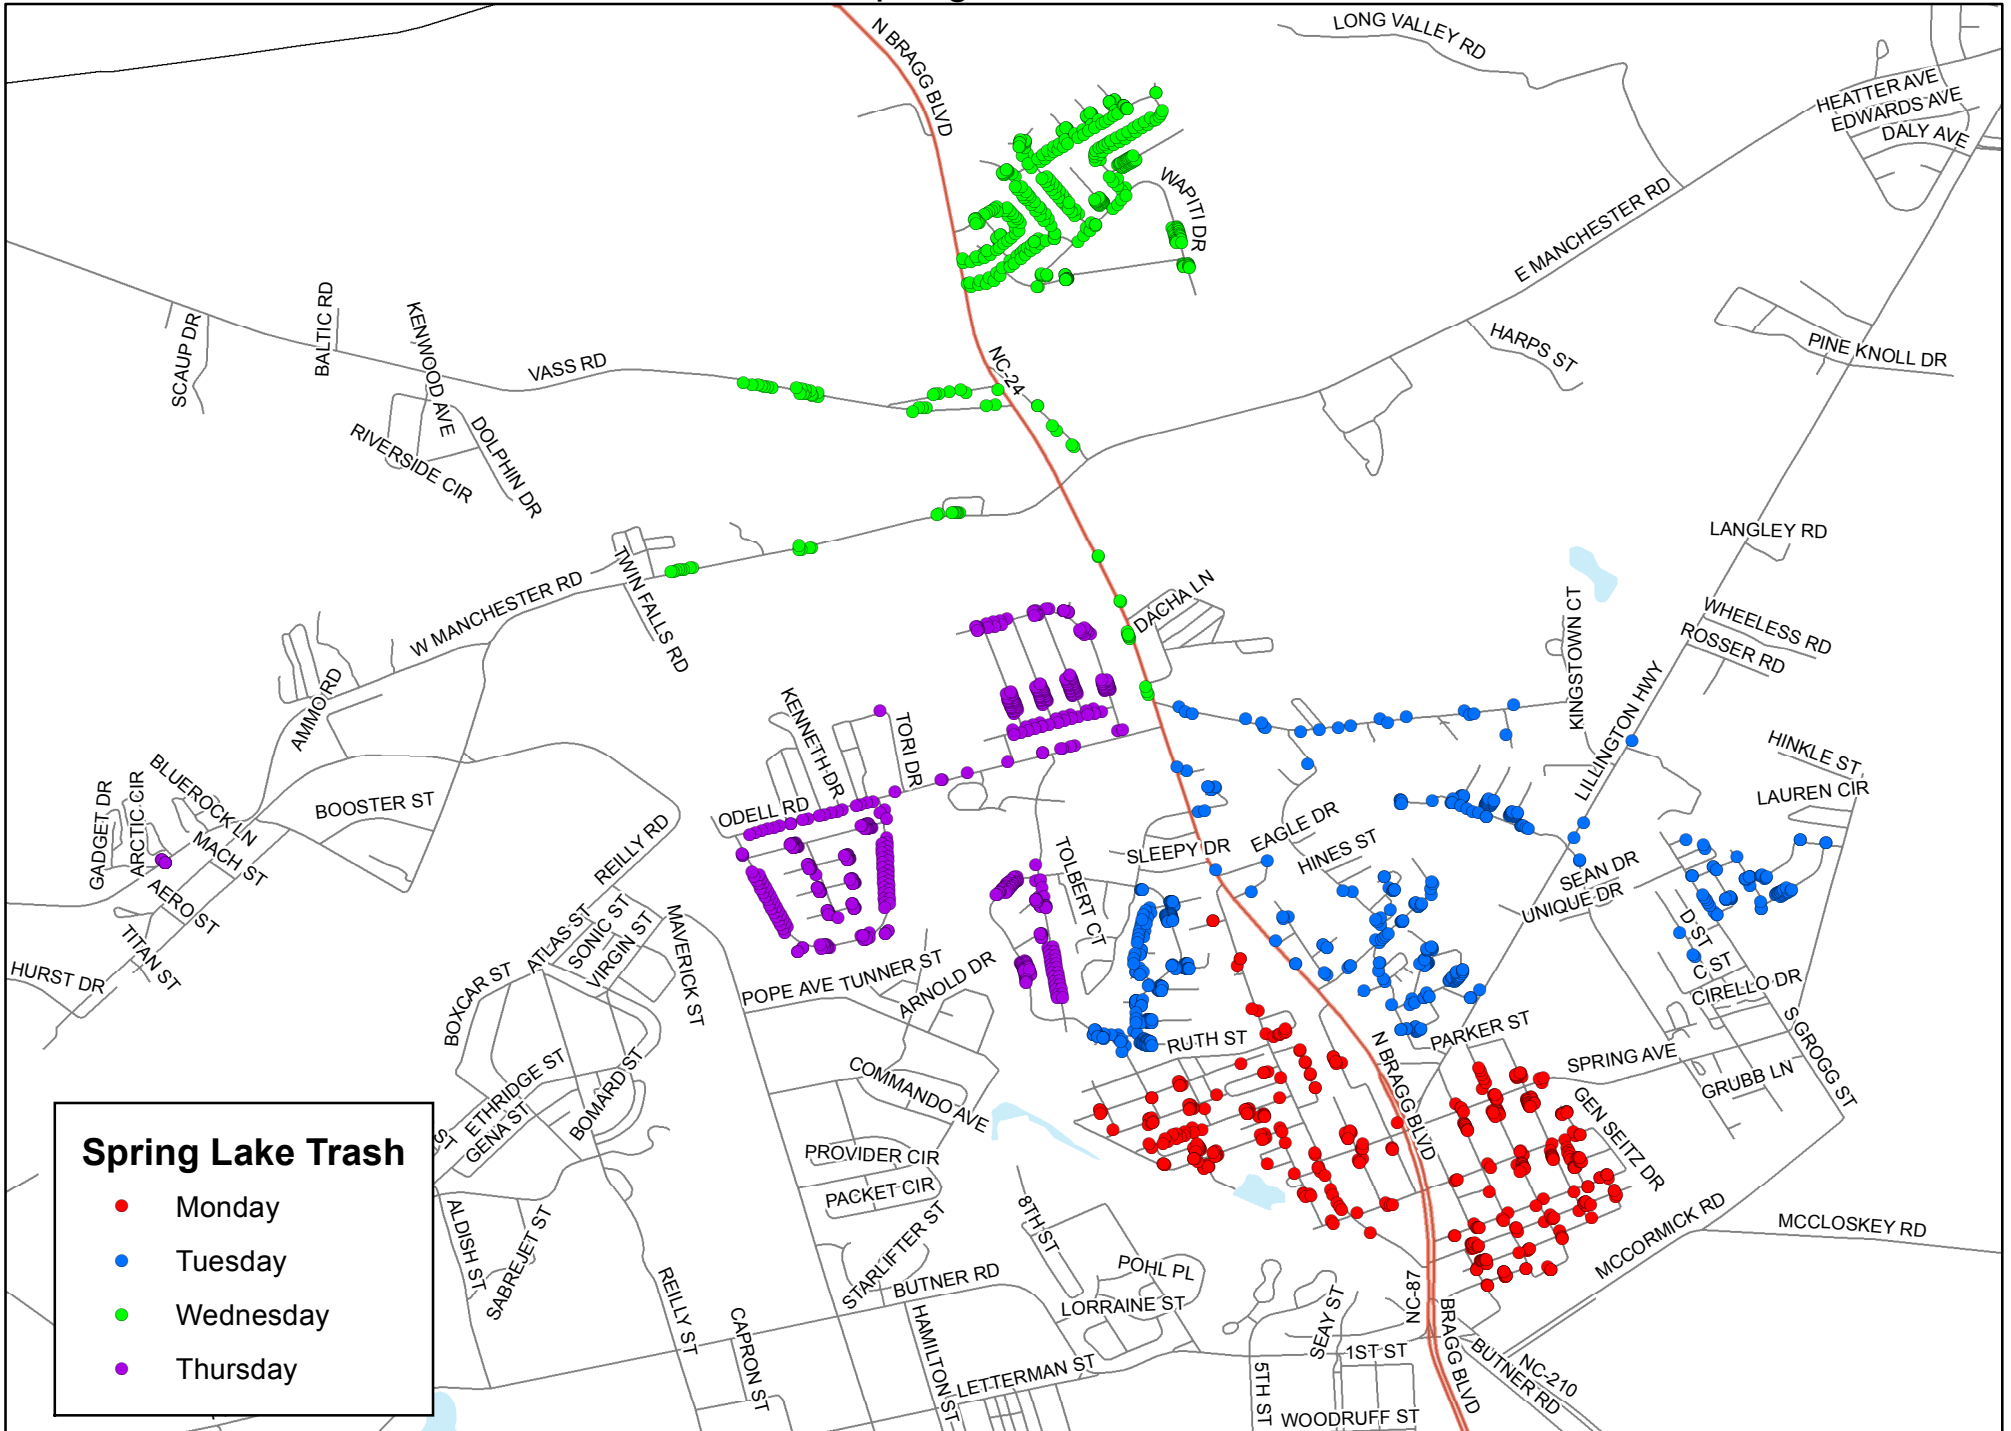 N BRAGG BLVD
LONG VALLEY RD
HEATTER AVE
EDWARDS AVE
DALY AVE
WAPITI DR
E MANCHESTER RD
SCAUP DR
BALTIC RD
KENWOOD AVE
VASS RD
NC-24
HARPS ST
PINE KNOLL DR
RIVERSIDE CIR
DOLPHIN DR
LANGLEY RD
TWIN FALLS RD
W MANCHESTER RD
DACHA LN
KINGSTOWN CT
WHEELESS RD
ROSSER RD
AMMO RD
KENNETH DR
TORI DR
LILLINGTON HWY
HINKLE ST
LAUREN CIR
GADGET DR
ARCTIC CIR
BLUEROCK LN
BOOSTER ST
ODELL RD
MACH ST
REILLY RD
TOLBERT CT
SLEEPY DR
EAGLE DR
HINES ST
SEAN DR
UNIQUE DR
AERO ST
TITAN ST
HURST DR
ATLAS ST
SONIC ST
VIRGIN ST
MAVERICK ST
BOXCAR ST
POPE AVE
TUNNER ST
ARNOLD DR
D ST
C ST
CIRELLO DR
S GROGG ST
RUTH ST
N BRAGG BLVD
PARKER ST
SPRING AVE
GRUBB LN
GEN SEITZ DR
ETHRIDGE ST
GENA ST
BOMARD ST
ST
COMMANDO AVE
PROVIDER CIR
PACKET CIR
STARLIFTER ST
8TH ST
POHL PL
LORRAINE ST
BUTNER RD
MCCORMICK RD
MCCLOSKEY RD
ALDISH ST
SABREJET ST
REILLY ST
CAPRON ST
HAMILTON ST
LETTERMAN ST
SEAY ST
NC-87
BRAGG BLVD
1ST ST
5TH ST
WOODRUFF ST
BUTNER RD
NC-210
Spring Lake Trash
Monday
Tuesday
Wednesday
Thursday